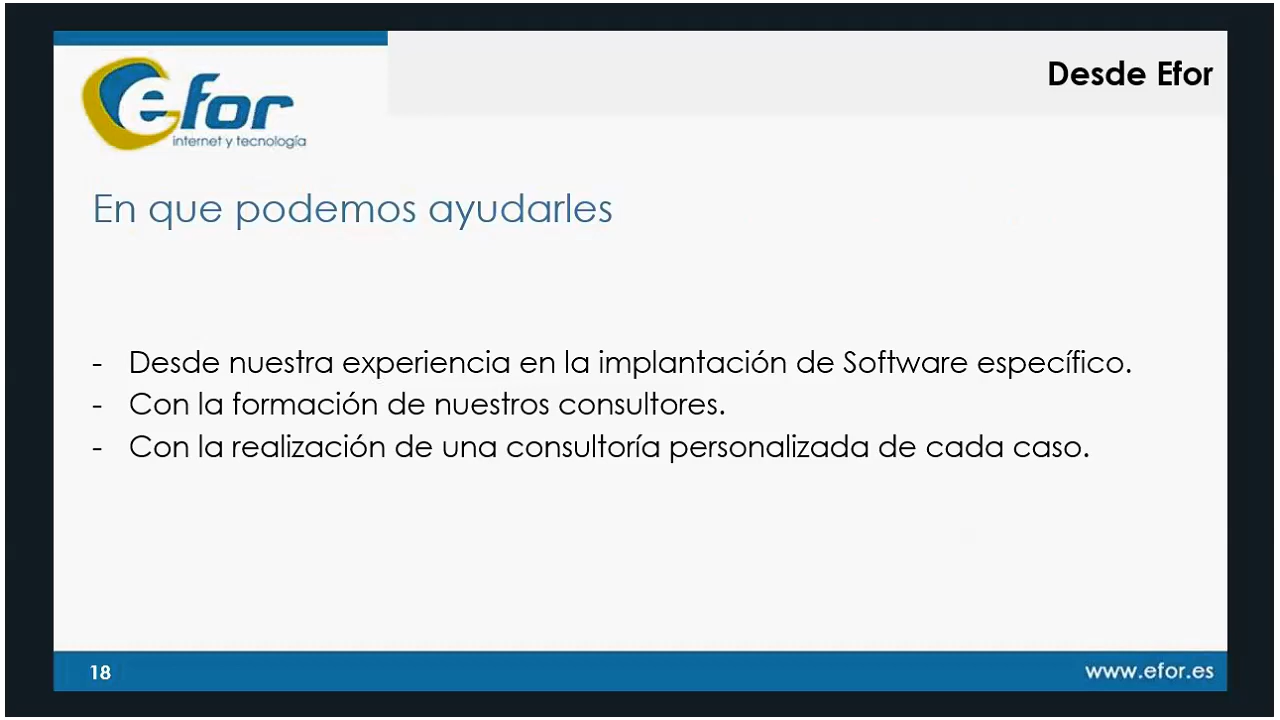 efor
internet y tecnología
Desde Efor
En que podemos ayudarles
- Desde nuestra experiencia en la implantación de Software específico.
- Con la formación de nuestros consultores.
- Con la realización de una consultoría personalizada de cada caso.
18
www.efor.es